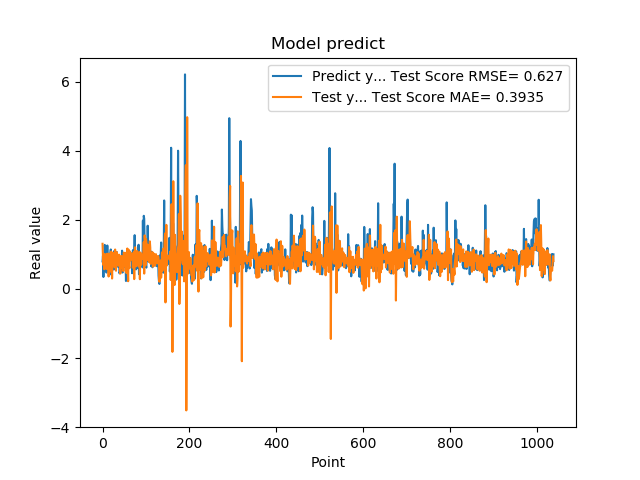 Model predict
Predict y... Test Score RMSE= 0.627
Test y... Test Score MAE= 0.3935
6
4
2
0
−2
−4
Real value
0 200 400 600 800 1000
Point